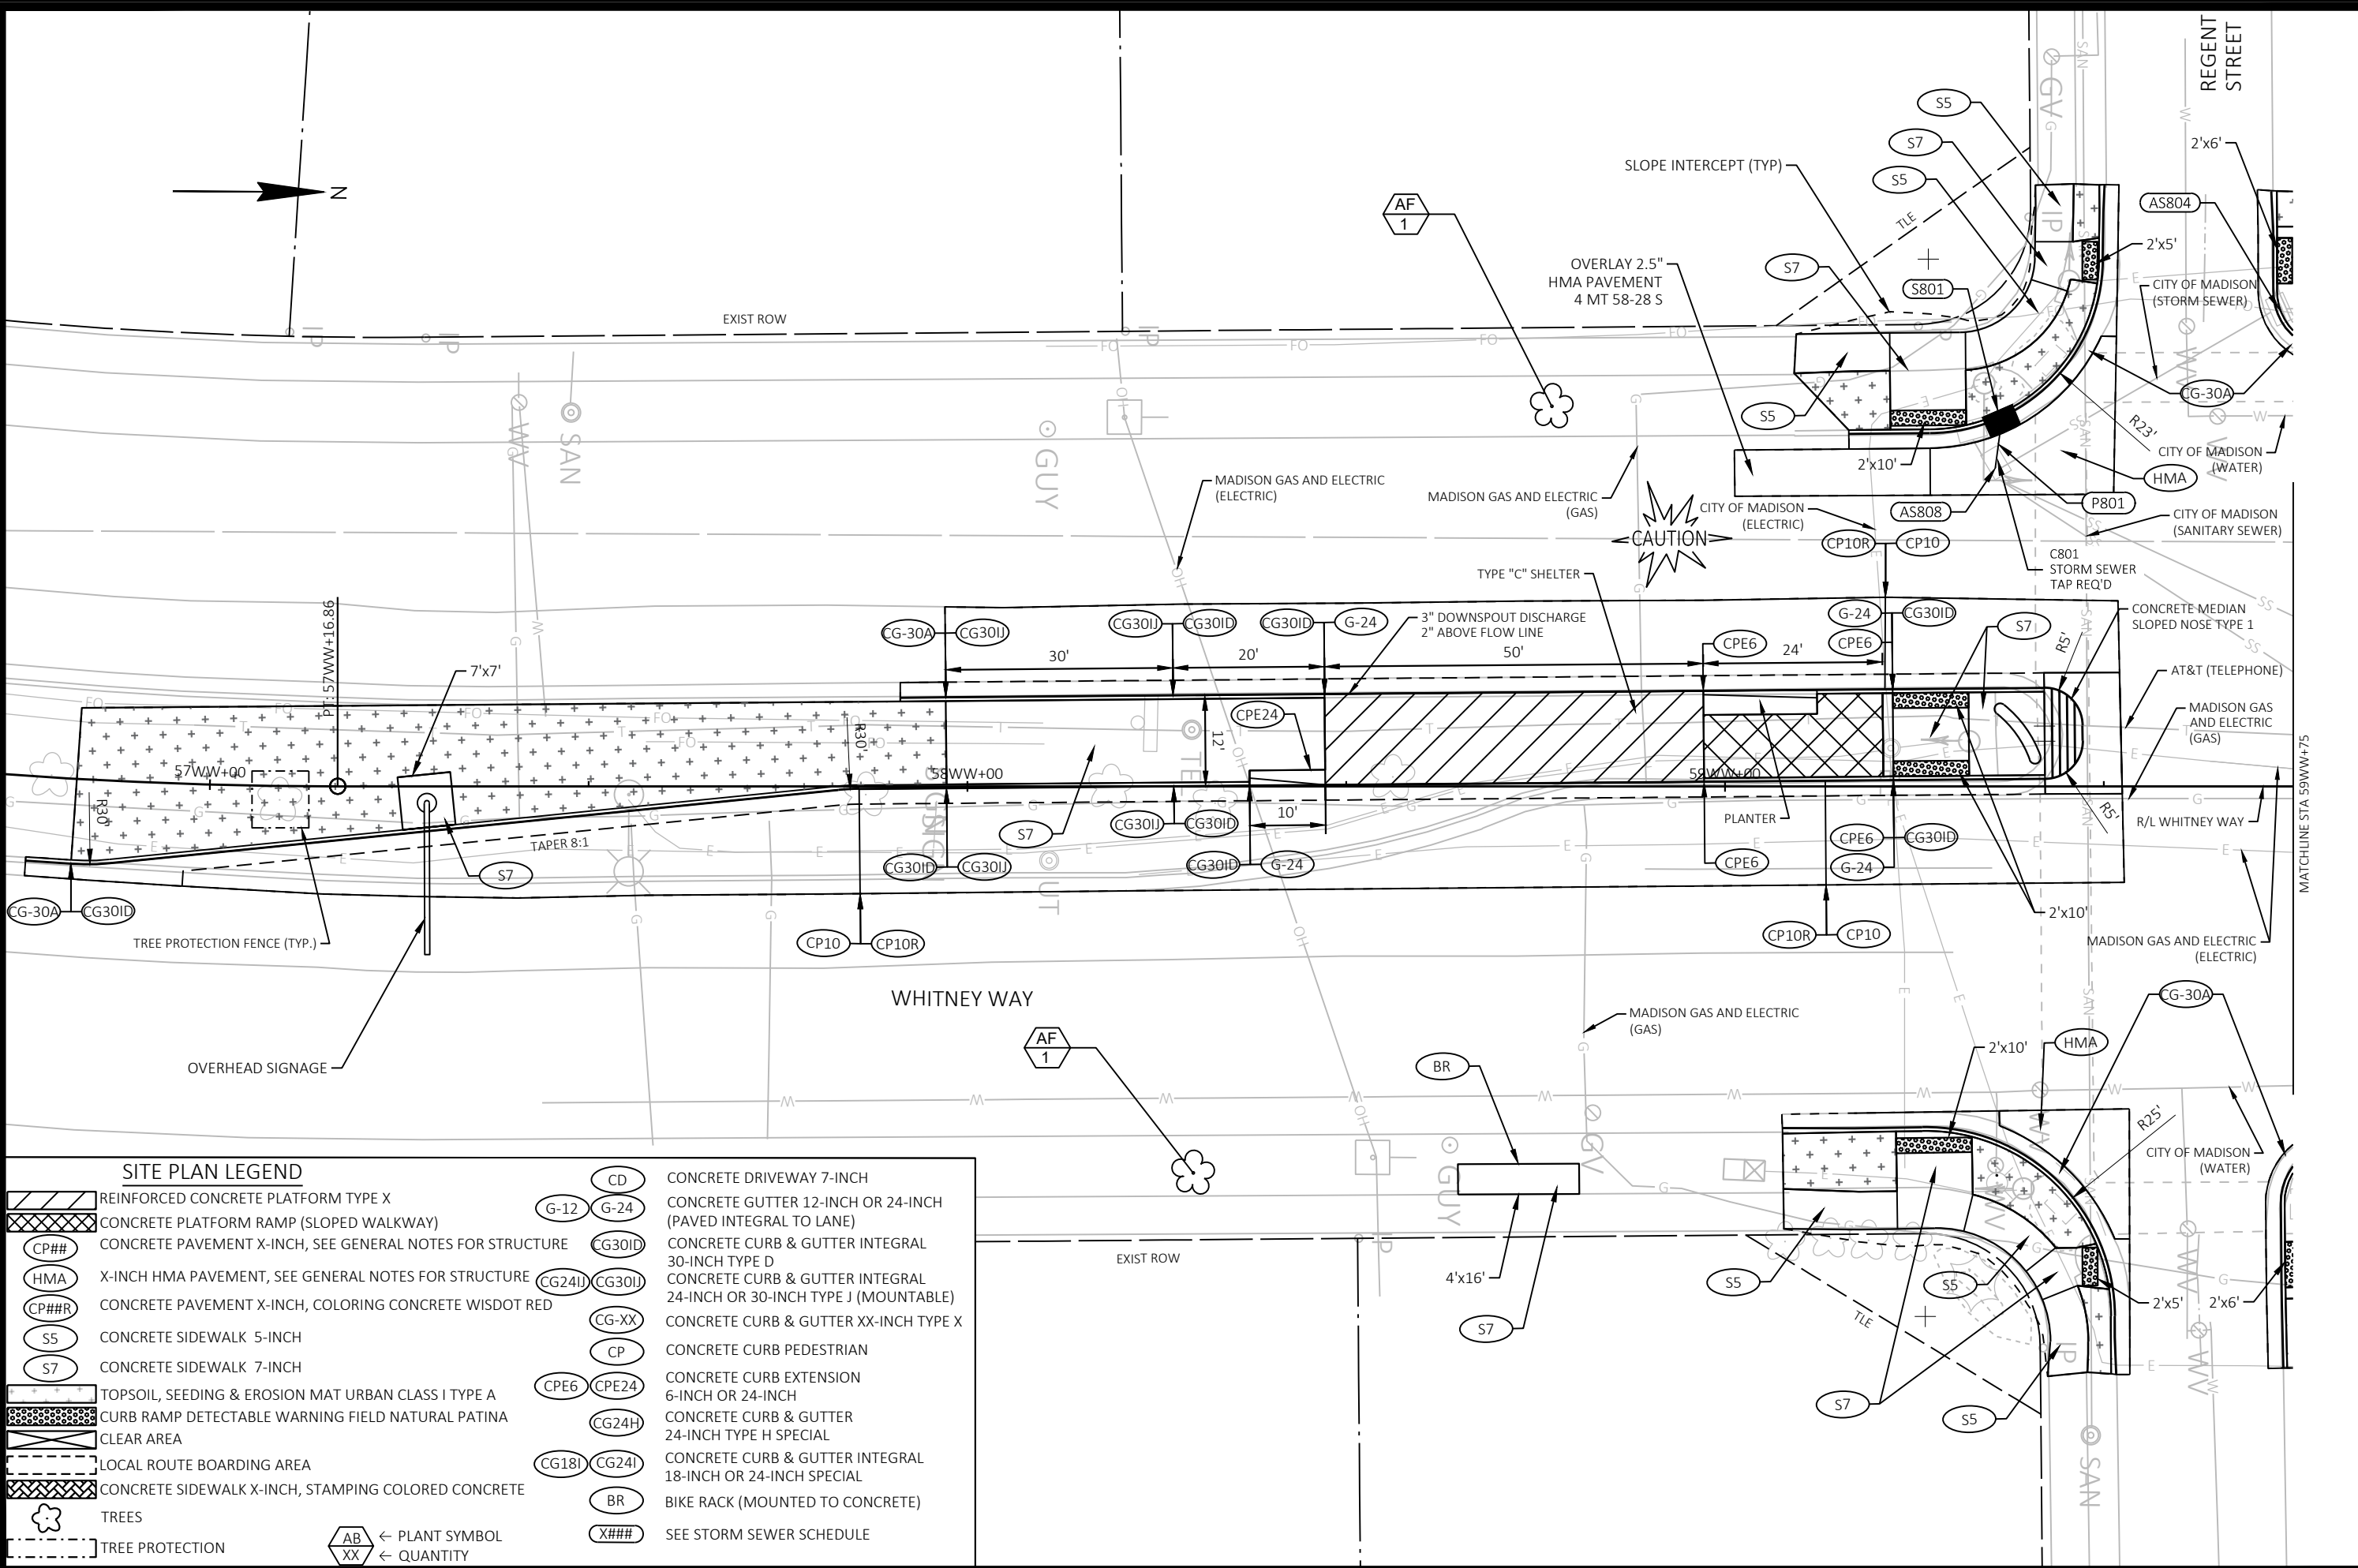 REGENT
STREET
N
EXIST ROW
SLOPE INTERCEPT (TYP)
S5
S7
S5
S7
S801
TLE
2'x6'
AS804
2'x5'
CITY OF MADISON
(STORM SEWER)
AF
1
OVERLAY 2.5"
HMA PAVEMENT
4 MT 58-28 S
S5
2'x10'
CG-30A
R23'
CITY OF MADISON
(WATER)
HMA
P801
AS808
CITY OF MADISON
(SANITARY SEWER)
C801
STORM SEWER
TAP REQ'D
MADISON GAS AND ELECTRIC
(ELECTRIC)
MADISON GAS AND ELECTRIC
(GAS)
CITY OF MADISON
(ELECTRIC)
CAUTION
CP10R
CP10
TYPE "C" SHELTER
3" DOWNSPOUT DISCHARGE
2" ABOVE FLOW LINE
CG-30A
CG30IJ
CG30IJ
CG30ID
CG30ID
G-24
CPE6
G-24
CG30ID
CPE6
S7
CONCRETE MEDIAN
SLOPED NOSE TYPE 1
R5'
AT&T (TELEPHONE)
MADISON GAS
AND ELECTRIC
(GAS)
30'
20'
50'
24'
PT: 57WW+16.86
7'x7'
R30'
12'
CPE24
57WW+00
58WW+00
59WW+00
R30'
TAPER 8:1
S7
S7
CG30IJ
CG30ID
10'
PLANTER
CPE6
CG30ID
G-24
R5'
R/L WHITNEY WAY
MATCHLINE STA 59WW+75
CG30ID
CG30IJ
CG30ID
G-24
CPE6
CG-30A
CG30ID
TREE PROTECTION FENCE (TYP.)
CP10
CP10R
CP10R
CP10
2'x10'
MADISON GAS AND ELECTRIC
(ELECTRIC)
OVERHEAD SIGNAGE
WHITNEY WAY
AF
1
BR
MADISON GAS AND ELECTRIC
(GAS)
2'x10'
HMA
CG-30A
R25'
CITY OF MADISON
(WATER)
EXIST ROW
4'x16'
S7
S5
S5
TLE
2'x5'
2'x6'
S7
S5
SAN
GUY
OH
GUY
GV
GV
SAN
IP
UT
SAN
SITE PLAN LEGEND
REINFORCED CONCRETE PLATFORM TYPE X
CONCRETE PLATFORM RAMP (SLOPED WALKWAY)
CP## CONCRETE PAVEMENT X-INCH, SEE GENERAL NOTES FOR STRUCTURE
HMA X-INCH HMA PAVEMENT, SEE GENERAL NOTES FOR STRUCTURE
CP##R CONCRETE PAVEMENT X-INCH, COLORING CONCRETE WISDOT RED
S5 CONCRETE SIDEWALK 5-INCH
S7 CONCRETE SIDEWALK 7-INCH
TOPSOIL, SEEDING & EROSION MAT URBAN CLASS I TYPE A
CURB RAMP DETECTABLE WARNING FIELD NATURAL PATINA
CLEAR AREA
LOCAL ROUTE BOARDING AREA
CONCRETE SIDEWALK X-INCH, STAMPING COLORED CONCRETE
TREES
TREE PROTECTION
AB ← PLANT SYMBOL
XX ← QUANTITY
CD CONCRETE DRIVEWAY 7-INCH
G-12 G-24 CONCRETE GUTTER 12-INCH OR 24-INCH
(PAVED INTEGRAL TO LANE)
CG30ID CONCRETE CURB & GUTTER INTEGRAL
30-INCH TYPE D
CG24IJ CG30IJ CONCRETE CURB & GUTTER INTEGRAL
24-INCH OR 30-INCH TYPE J (MOUNTABLE)
CG-XX CONCRETE CURB & GUTTER XX-INCH TYPE X
CP CONCRETE CURB PEDESTRIAN
CPE6 CPE24 CONCRETE CURB EXTENSION
6-INCH OR 24-INCH
CG24H CONCRETE CURB & GUTTER
24-INCH TYPE H SPECIAL
CG18I CG24I CONCRETE CURB & GUTTER INTEGRAL
18-INCH OR 24-INCH SPECIAL
BR BIKE RACK (MOUNTED TO CONCRETE)
X### SEE STORM SEWER SCHEDULE